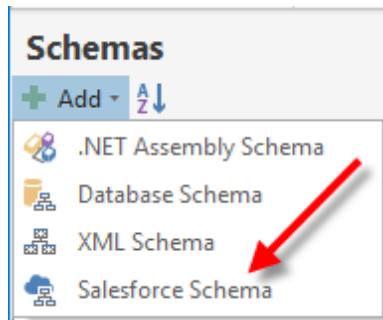 Schemas
Add
A
Z
.NET Assembly Schema
Database Schema
XML Schema
Salesforce Schema